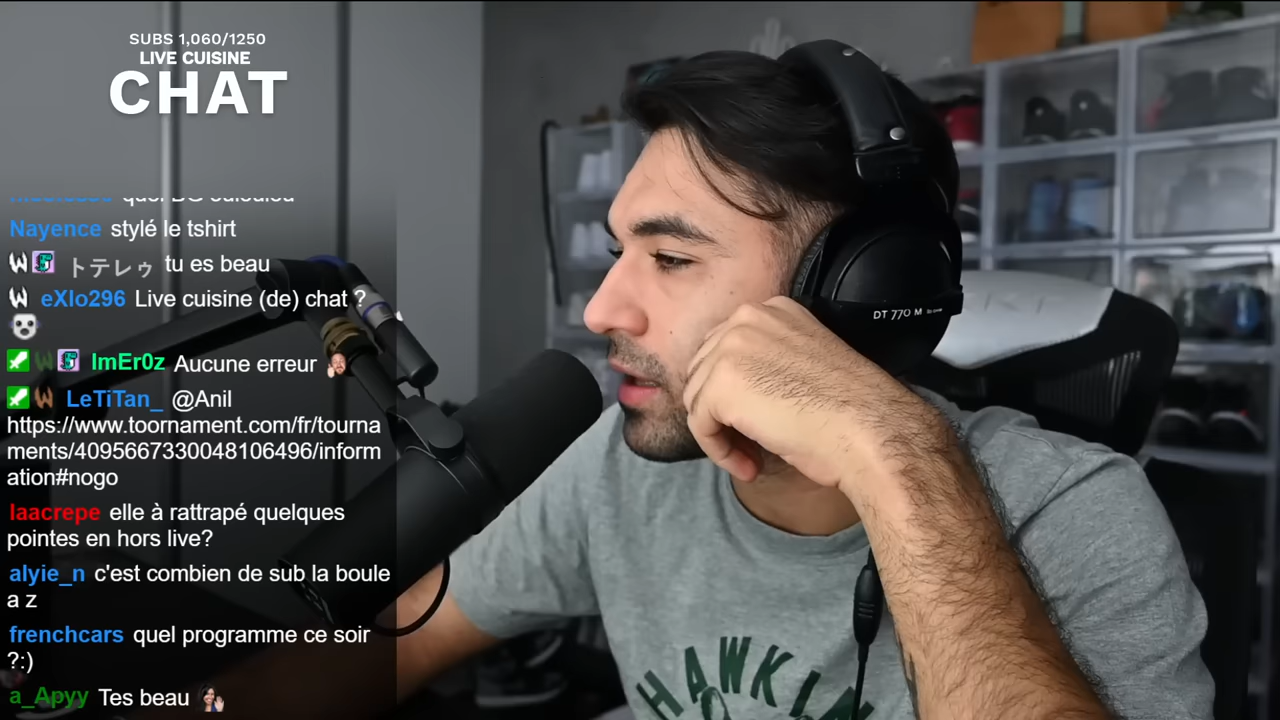 SUBS 1,060/1250
LIVE CUISINE
CHAT
Nayence stylé le tshirt
トテレゥ tu es beau
eXlo296 Live cuisine (de) chat ?
ImEr0z Aucune erreur
LeTiTan_ @Anil
https://www.toornament.com/fr/tourna
ments/4095667330048106496/inform
ation#nogo
laacrepe elle à rattrapé quelques
pointes en hors live?
alyie_n c'est combien de sub la boule
a z
frenchcars quel programme ce soir
?:)
a_Apyy Tes beau
DT 770 M
HAWKIN